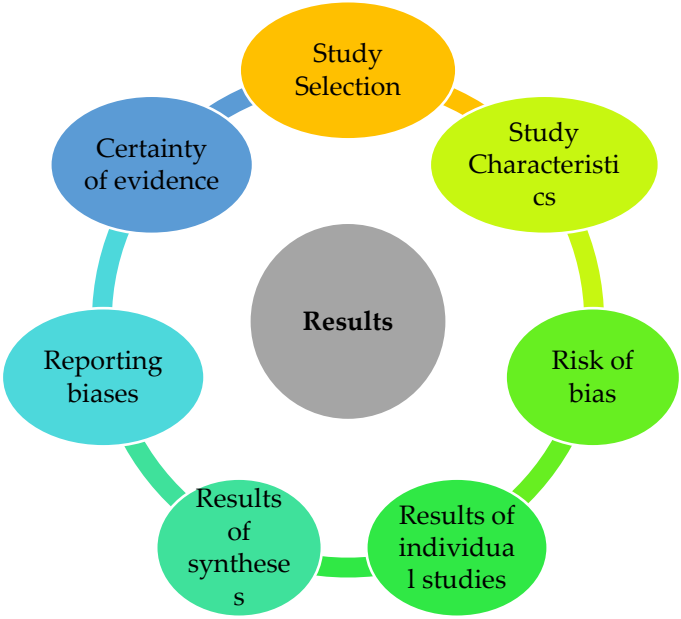 Study
Selection
Study
Characteristi
cs
Risk of
bias
Results of
individua
l studies
Results
of
synthese
s
Reporting
biases
Certainty
of evidence
Results